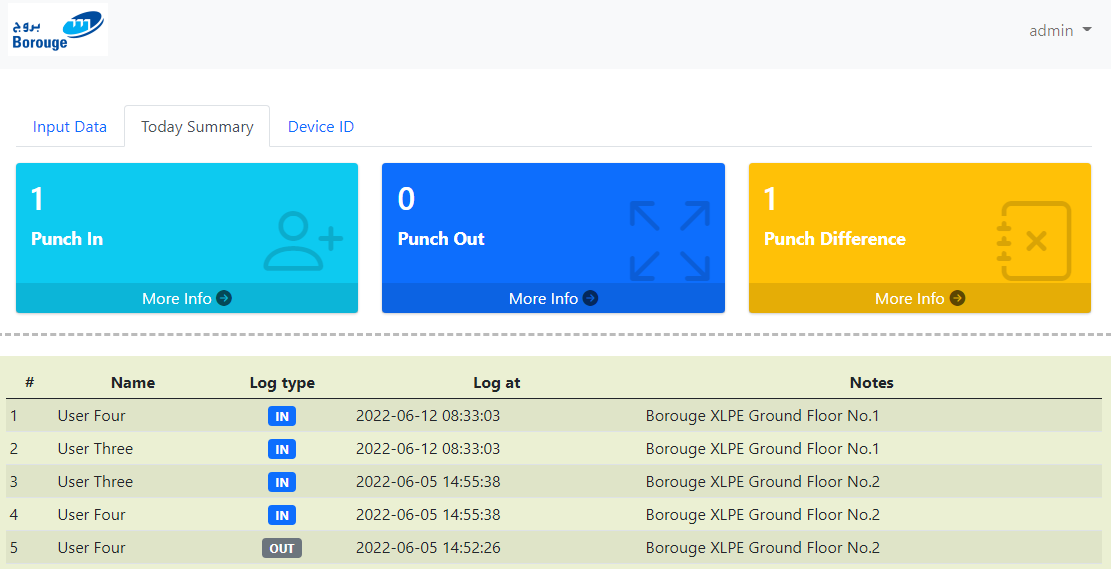 بروج
Borouge
admin
Input Data Today Summary Device ID
1 0 1
Punch In Punch Out Punch Difference
More Info More Info More Info
# Name Log type Log at Notes
1 User Four IN 2022-06-12 08:33:03 Borouge XLPE Ground Floor No.1
2 User Three IN 2022-06-12 08:33:03 Borouge XLPE Ground Floor No.1
3 User Three IN 2022-06-05 14:55:38 Borouge XLPE Ground Floor No.2
4 User Four IN 2022-06-05 14:55:38 Borouge XLPE Ground Floor No.2
5 User Four OUT 2022-06-05 14:52:26 Borouge XLPE Ground Floor No.2